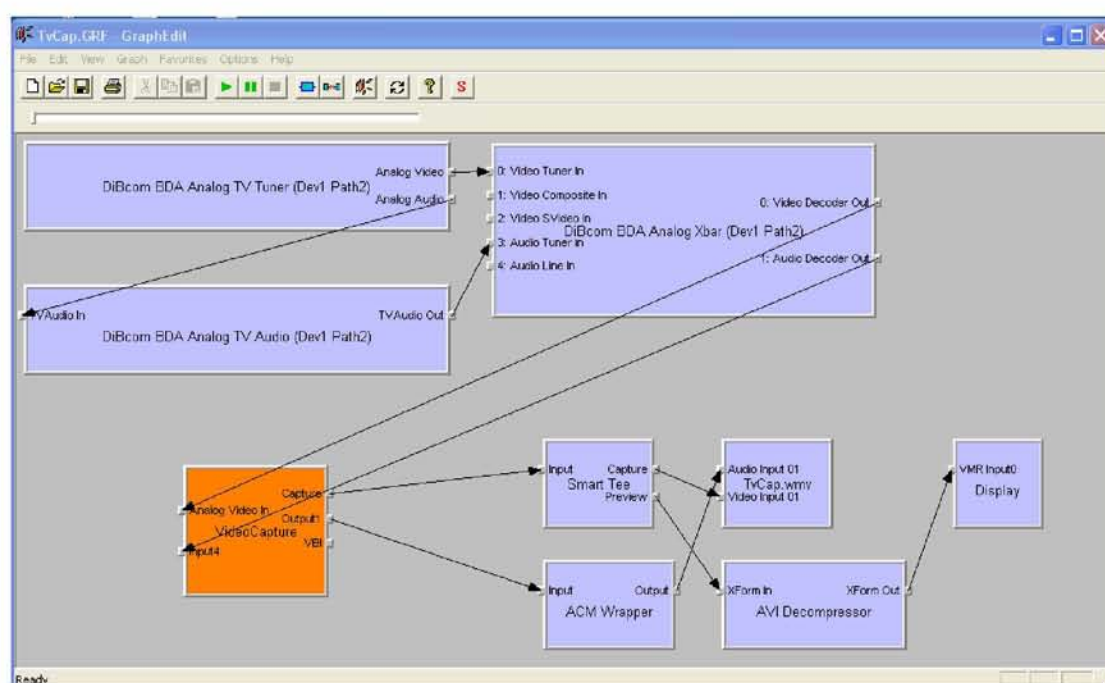 TvCap.GRF - GraphEdit
File Edit View Graph Favorites Options Help
S
DiBcom BDA Analog TV Tuner (Dev1 Path2)
Analog Video
Analog Audio
0: Video Tuner In
1: Video Composite In
2: Video SVideo In
3: Audio Tuner In
4: Audio Line In
DiBcom BDA Analog Xbar (Dev1 Path2)
0: Video Decoder Out
1: Audio Decoder Out
TVAudio In
TVAudio Out
DiBcom BDA Analog TV Audio (Dev1 Path2)
Capture
Analog Video In
Output1
VideoCapture
VBI
Input4
Input
Capture
Smart Tee
Preview
Audio Input 01
TvCap.wmv
Video Input 01
VMR Input0
Display
Input
Output
ACM Wrapper
XForm In
XForm Out
AVI Decompressor
Ready